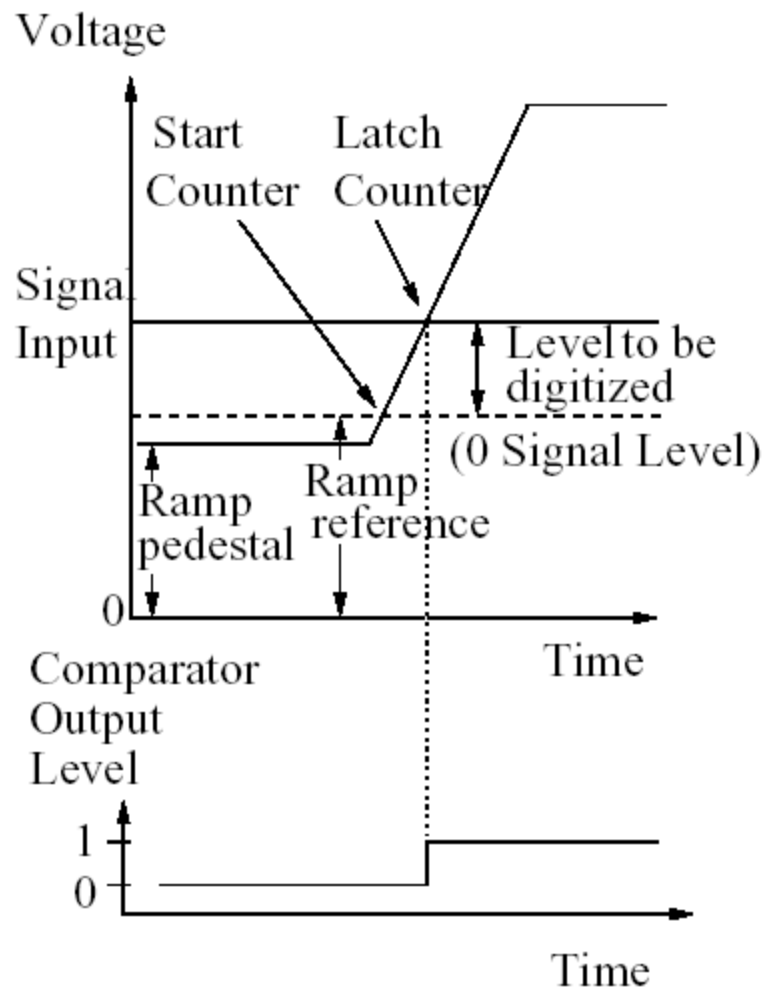 Voltage
Start
Counter
Latch
Counter
Signal
Input
Level to be
digitized
(0 Signal Level)
Ramp
pedestal
Ramp
reference
0
Time
Comparator
Output
Level
1
0
Time